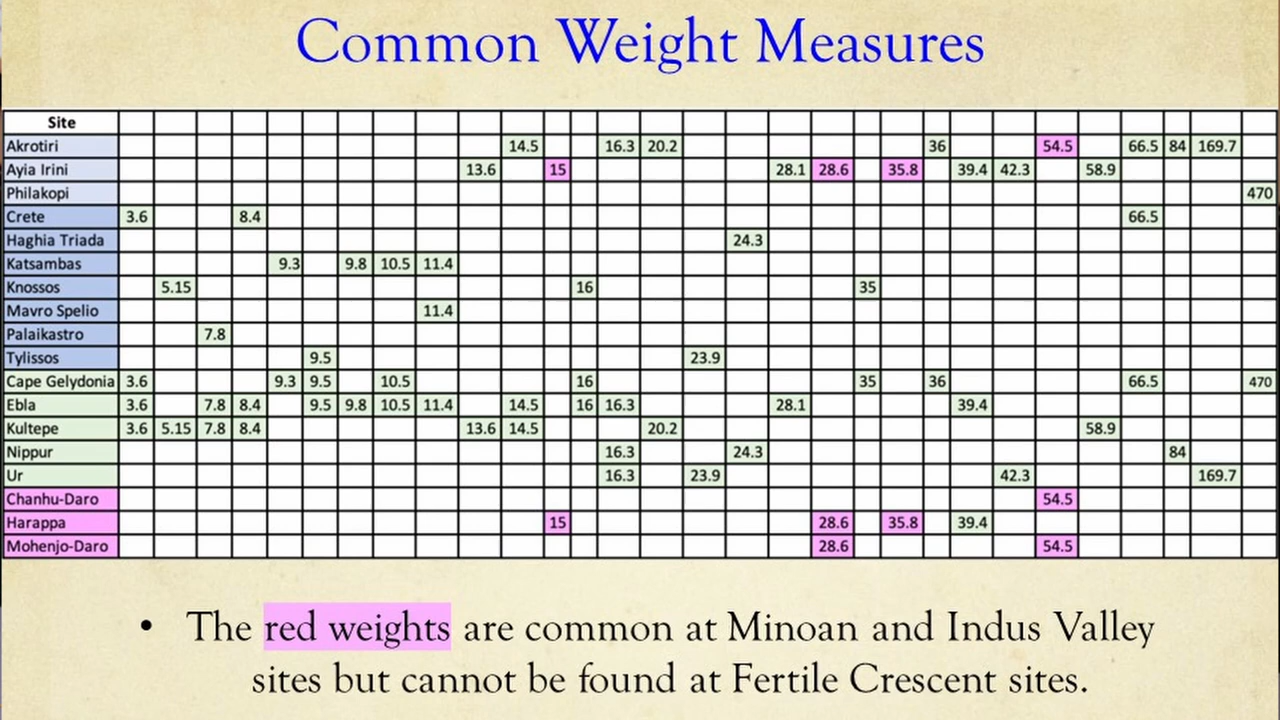 Common Weight Measures
Site
Akrotiri 14.5 16.3 20.2 36 54.5 66.5 84 169.7
Ayia Irini 13.6 15 28.1 28.6 35.8 39.4 42.3 58.9
Philakopi 470
Crete 3.6 8.4 66.5
Haghia Triada 24.3
Katsambas 9.3 9.8 10.5 11.4
Knossos 5.15 16 35
Mavro Spelio 11.4
Palaikastro 7.8
Tylissos 9.5 23.9
Cape Gelydonia 3.6 9.3 9.5 10.5 16 35 36 66.5 470
Ebla 3.6 7.8 8.4 9.5 9.8 10.5 11.4 14.5 16 16.3 28.1 39.4
Kultepe 3.6 5.15 7.8 8.4 13.6 14.5 20.2 58.9
Nippur 16.3 24.3 84
Ur 16.3 23.9 42.3 169.7
Chanhu-Daro 54.5
Harappa 15 28.6 35.8 39.4
Mohenjo-Daro 28.6 54.5
• The red weights are common at Minoan and Indus Valley
sites but cannot be found at Fertile Crescent sites.